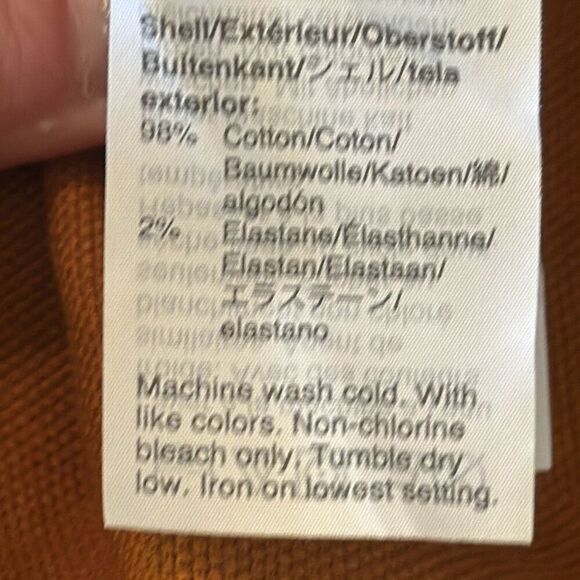 Shell/Extérieur/Oberstoff/
Buitenkant/シェル/tela
exterior:
98% Cotton/Coton/
Baumwolle/Katoen/綿/
algodón
2% Elastane/Élasthanne/
Elastan/Elastaan/
エラステーン/
elastano
Machine wash cold. With
like colors. Non-chlorine
bleach only. Tumble dry
low. Iron on lowest setting.